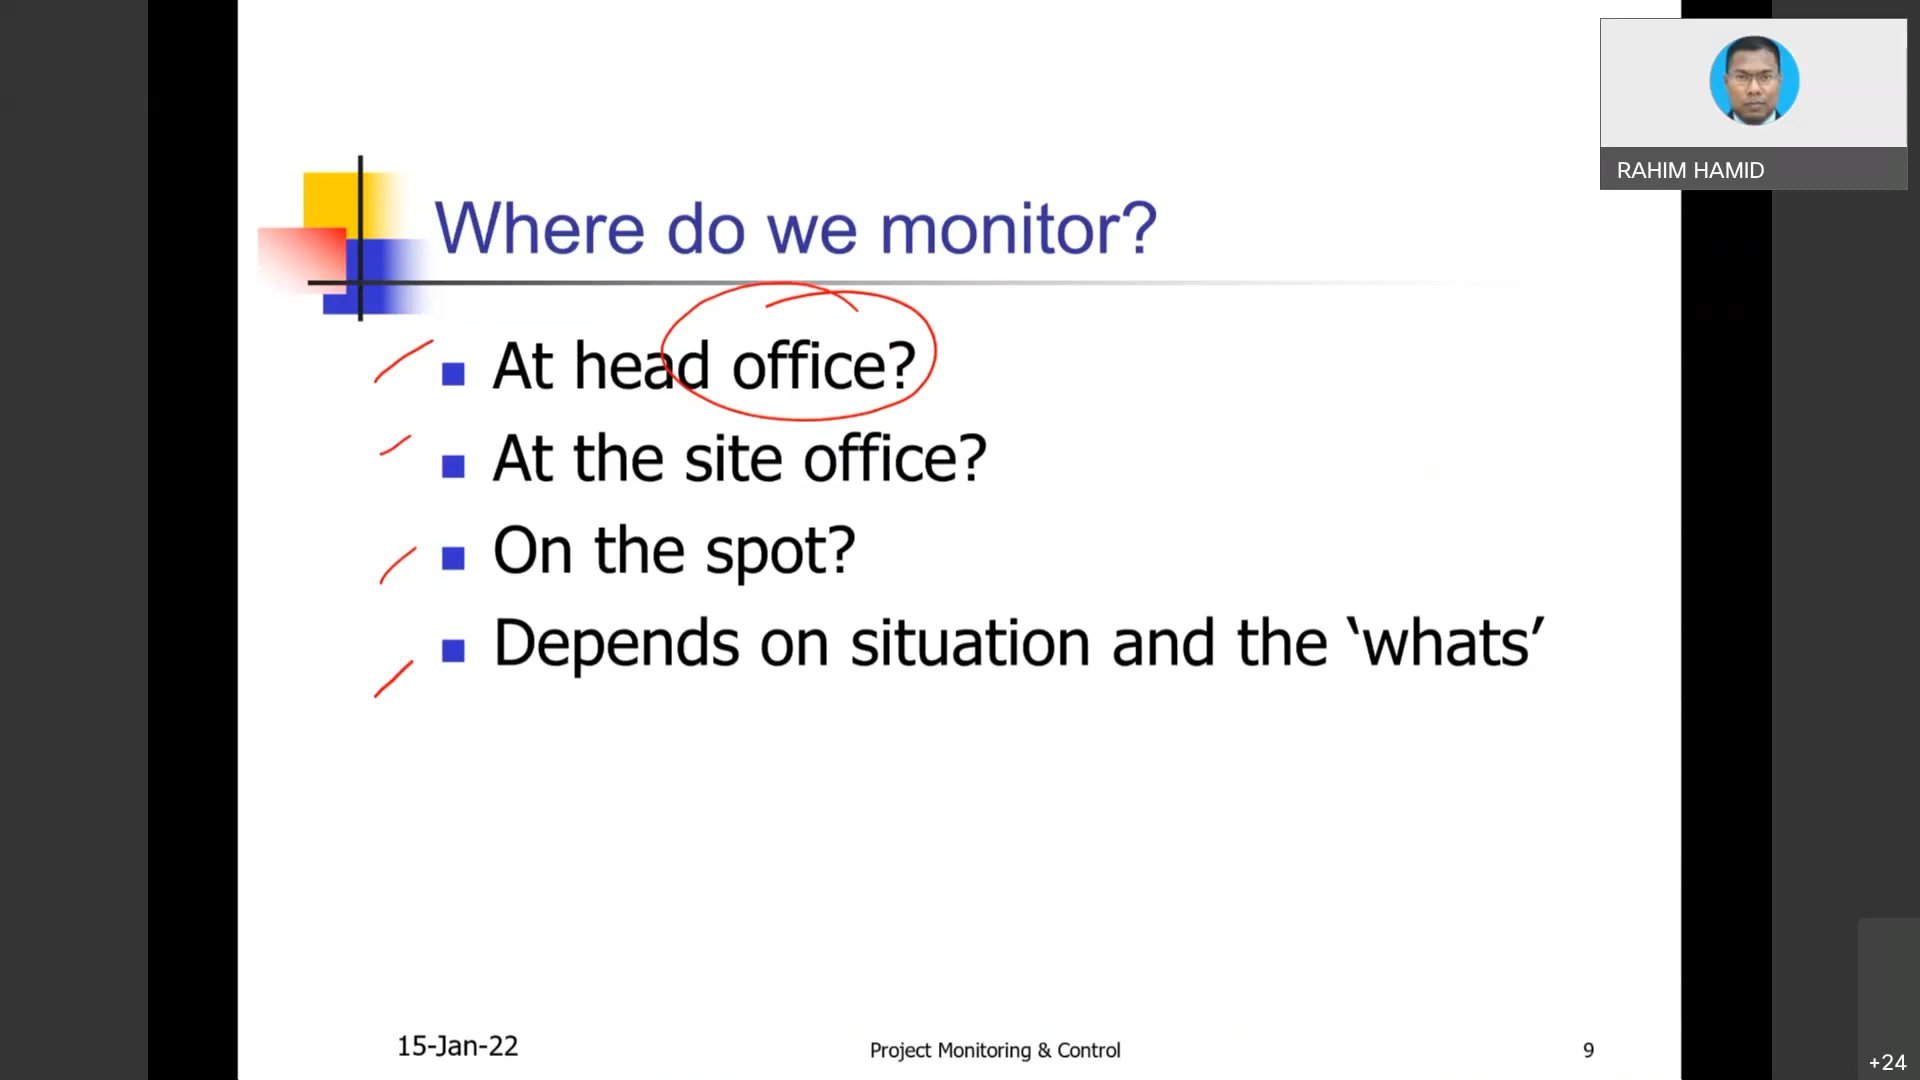 RAHIM HAMID
Where do we monitor?
At head office?
At the site office?
On the spot?
Depends on situation and the ‘whats’
15-Jan-22
Project Monitoring & Control
9
+24